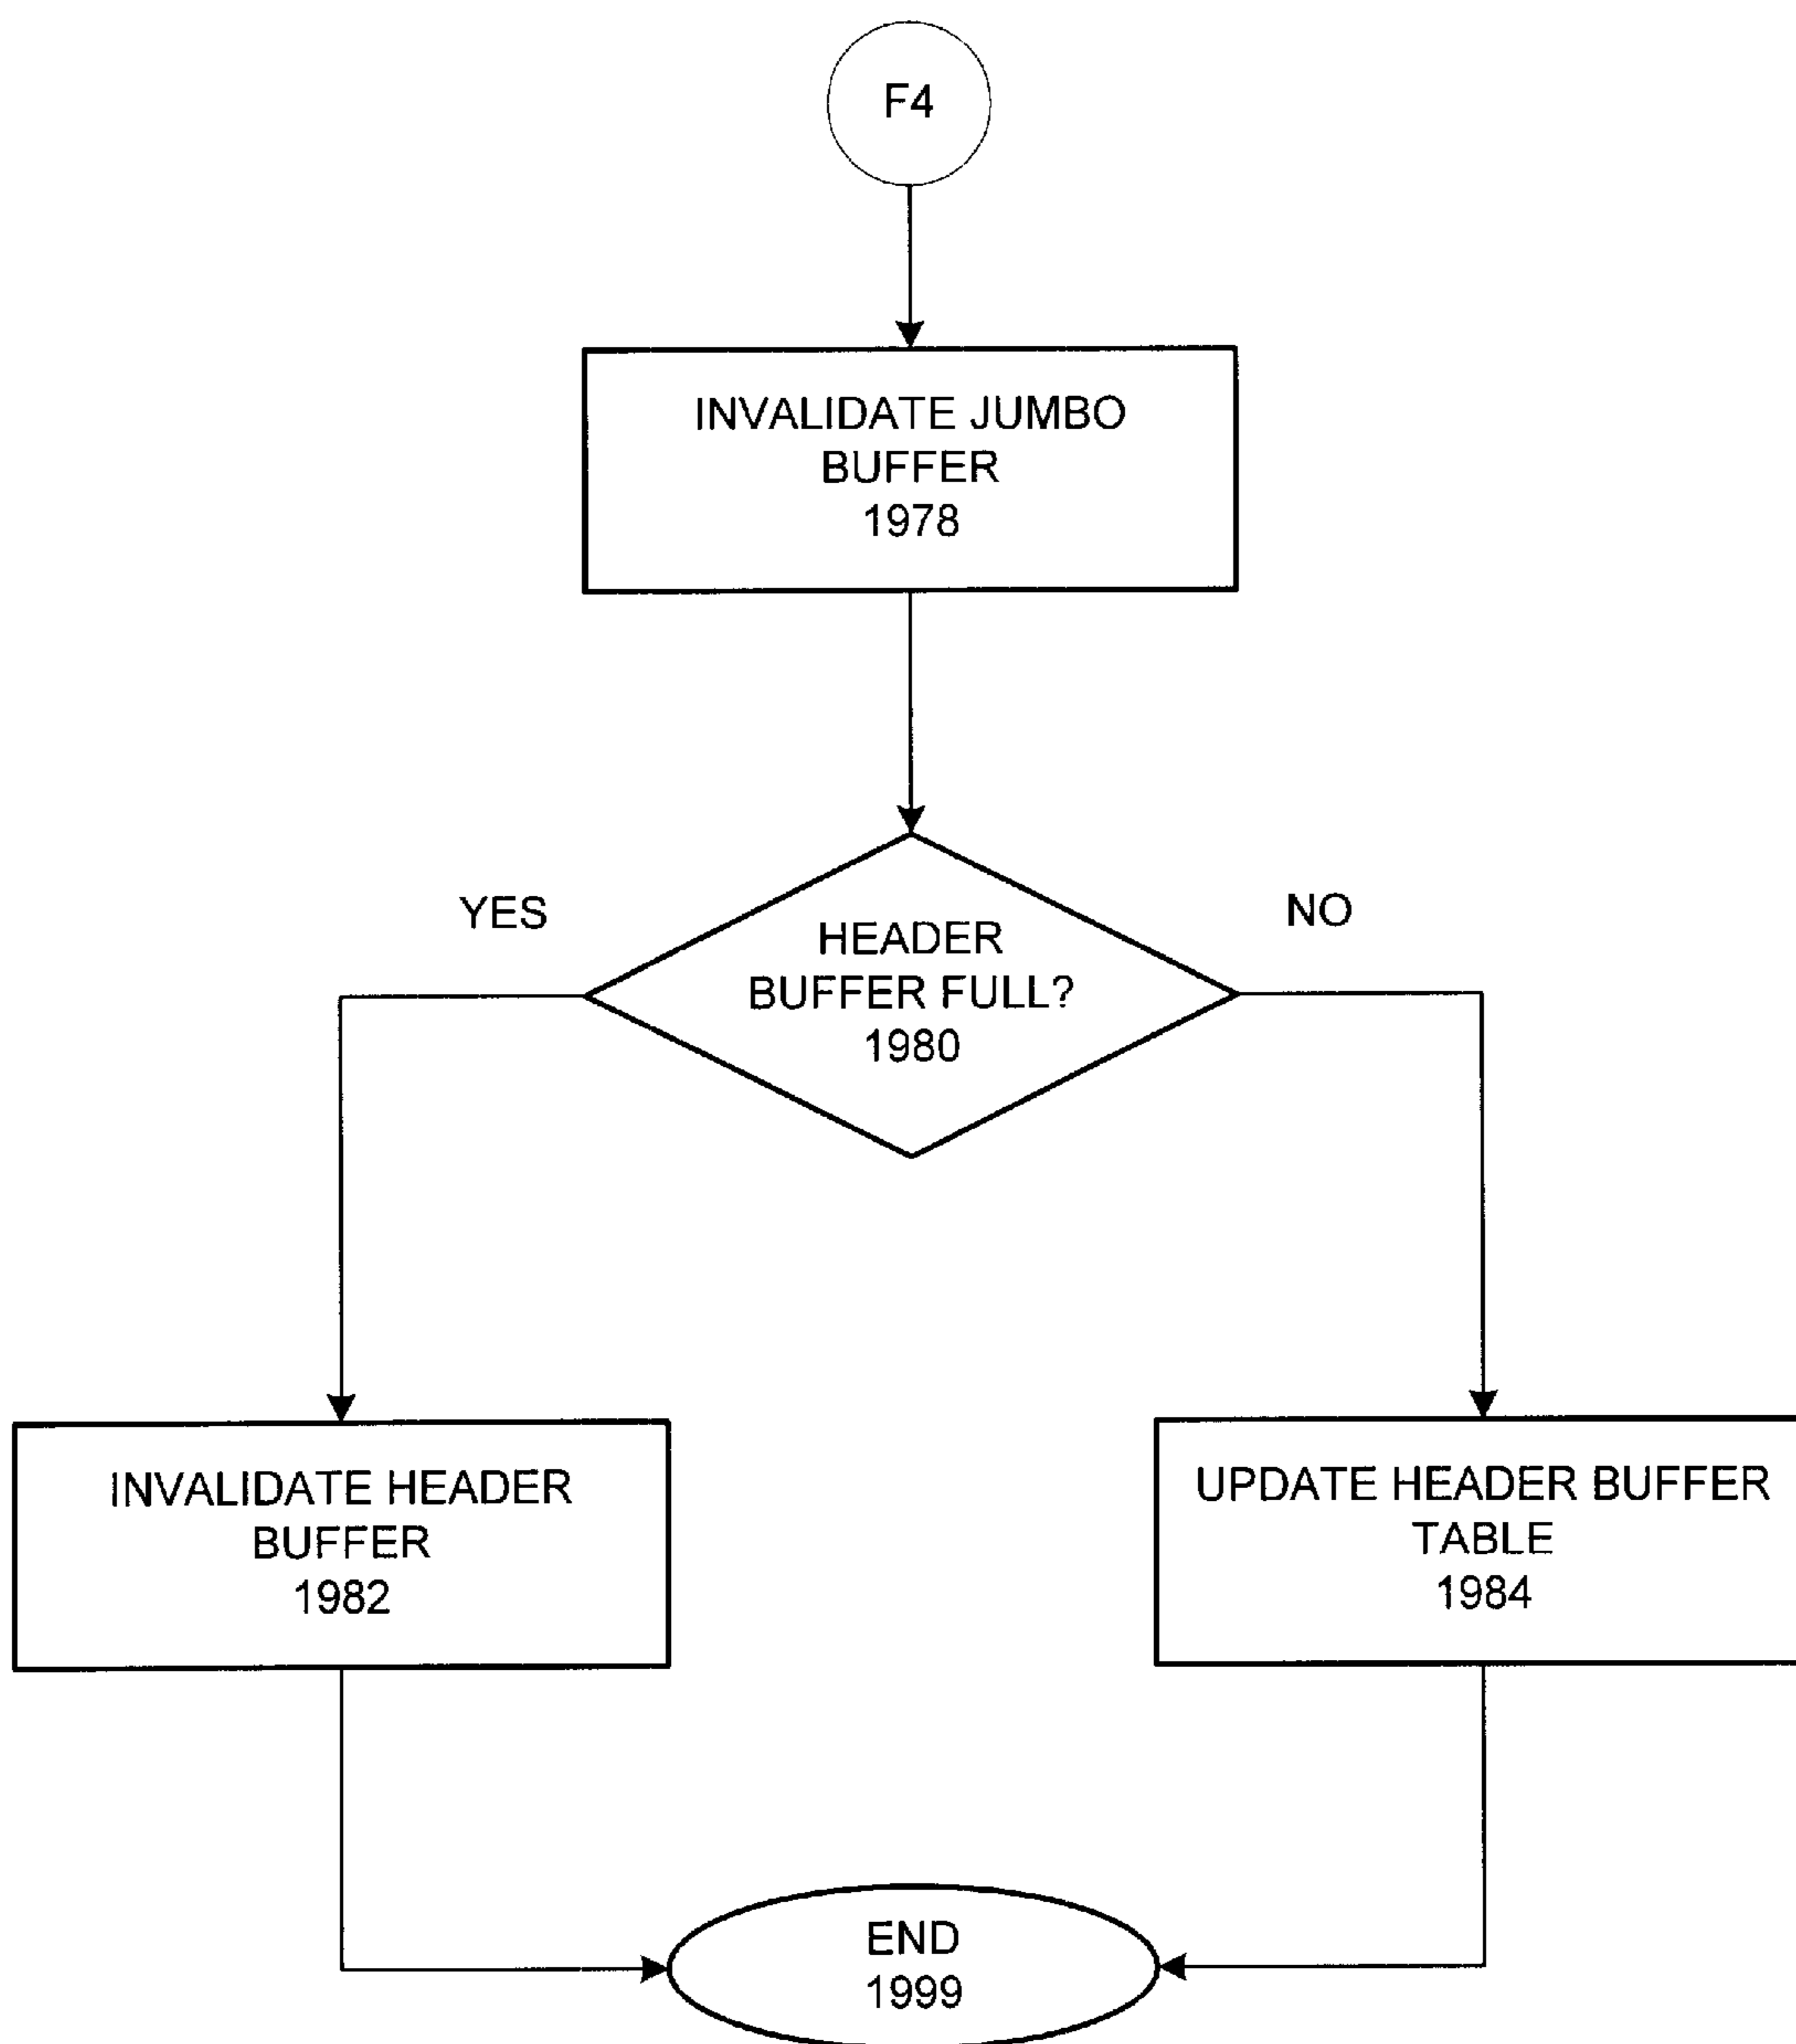 F4
INVALIDATE JUMBO
BUFFER
1978
YES
NO
HEADER
BUFFER FULL?
1980
INVALIDATE HEADER
BUFFER
1982
UPDATE HEADER BUFFER
TABLE
1984
END
1999